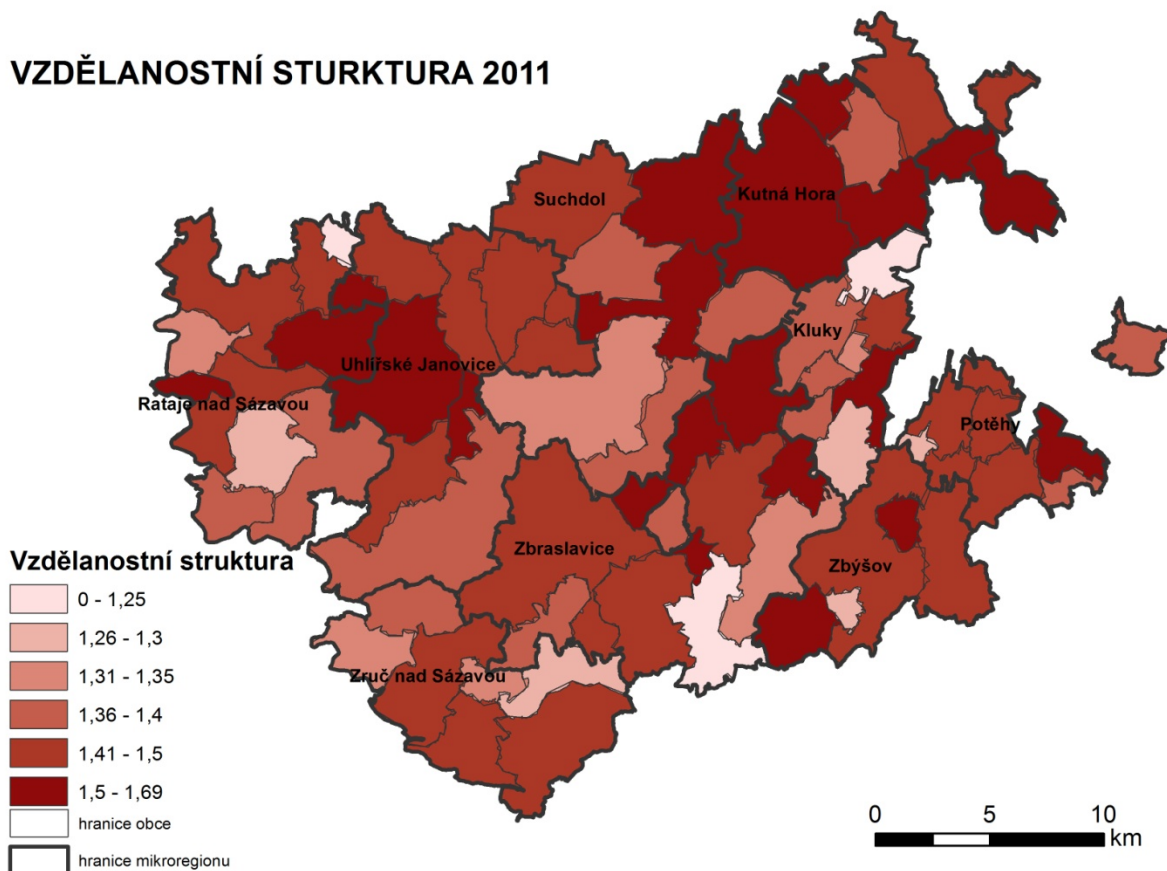 VZDĚLANOSTNÍ STURKTURA 2011
Suchdol
Kutná Hora
Kluky
Uhlířské Janovice
Rataje nad Sázavou
Potěhy
Zbraslavice
Zbýšov
Zruč nad Sázavou
Vzdělanostní struktura
0 - 1,25
1,26 - 1,3
1,31 - 1,35
1,36 - 1,4
1,41 - 1,5
1,5 - 1,69
hranice obce
hranice mikroregionu
0 5 10
km